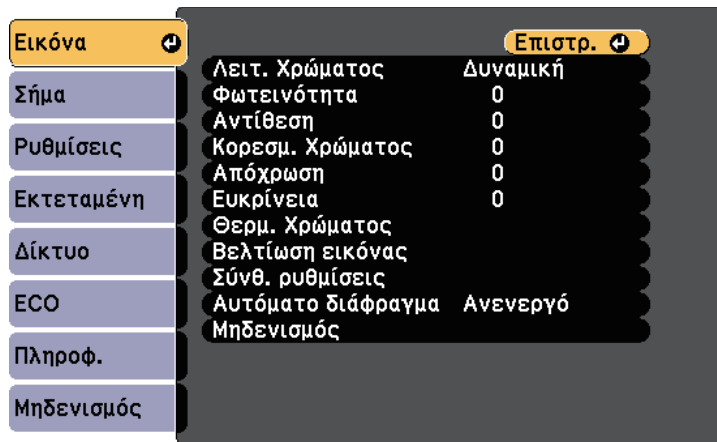 Εικόνα
Σήμα
Ρυθμίσεις
Εκτεταμένη
Δίκτυο
ECO
Πληροφ.
Μηδενισμός
Επιστρ.
Λειτ. Χρώματος Δυναμική
Φωτεινότητα 0
Αντίθεση 0
Κορεσμ. Χρώματος 0
Απόχρωση 0
Ευκρίνεια 0
Θερμ. Χρώματος
Βελτίωση εικόνας
Σύνθ. ρυθμίσεις
Αυτόματο διάφραγμα Ανενεργό
Μηδενισμός